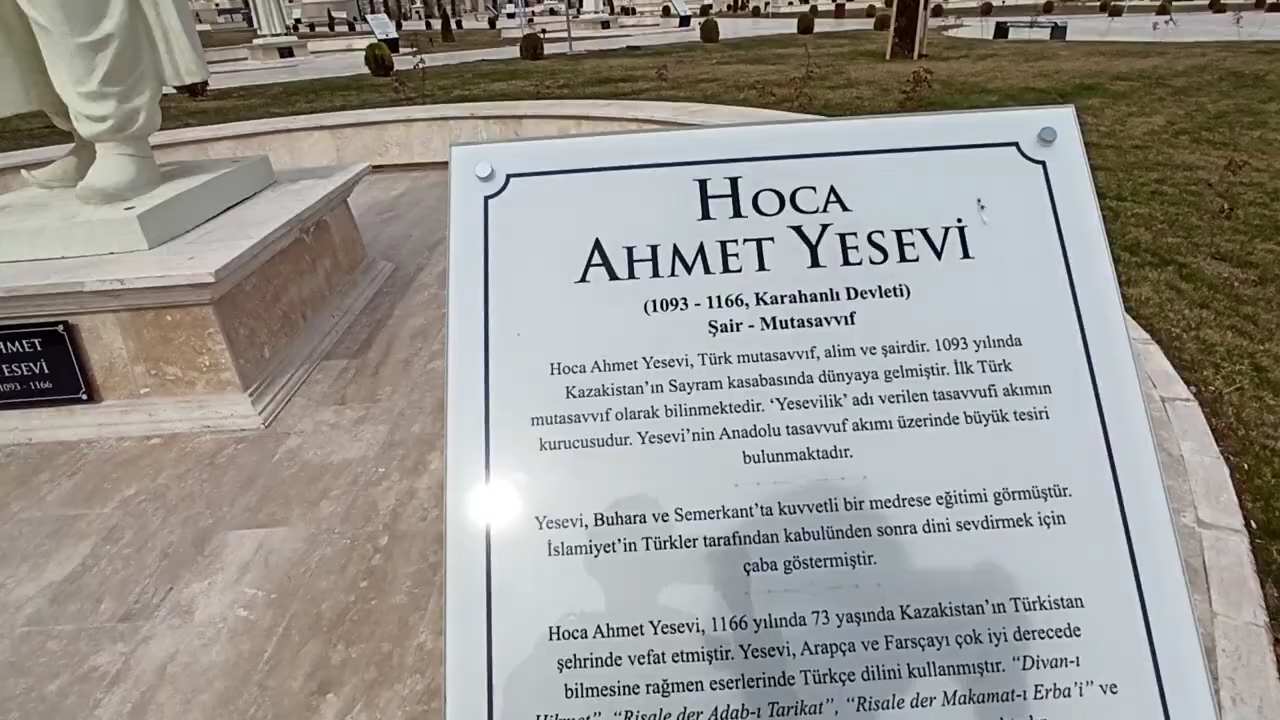 HOCA
AHMET YESEVİ
(1093 - 1166, Karahanlı Devleti)
Şair - Mutasavvıf
Hoca Ahmet Yesevi, Türk mutasavvıf, alim ve şairdir. 1093 yılında
Kazakistan’ın Sayram kasabasında dünyaya gelmiştir. İlk Türk
mutasavvıf olarak bilinmektedir. ‘Yesevilik’ adı verilen tasavvufi akımın
kurucusudur. Yesevi’nin Anadolu tasavvuf akımı üzerinde büyük tesiri
bulunmaktadır.
Yesevi, Buhara ve Semerkant’ta kuvvetli bir medrese eğitimi görmüştür.
İslamiyet’in Türkler tarafından kabulünden sonra dini sevdirmek için
çaba göstermiştir.
Hoca Ahmet Yesevi, 1166 yılında 73 yaşında Kazakistan’ın Türkistan
şehrinde vefat etmiştir. Yesevi, Arapça ve Farsçayı çok iyi derecede
bilmesine rağmen eserlerinde Türkçe dilini kullanmıştır. “Divan-ı
Hikmet”, “Risale der Adab-ı Tarikat”, “Risale der Makamat-ı Erba’i” ve
HMET
ESEVİ
1093 - 1166